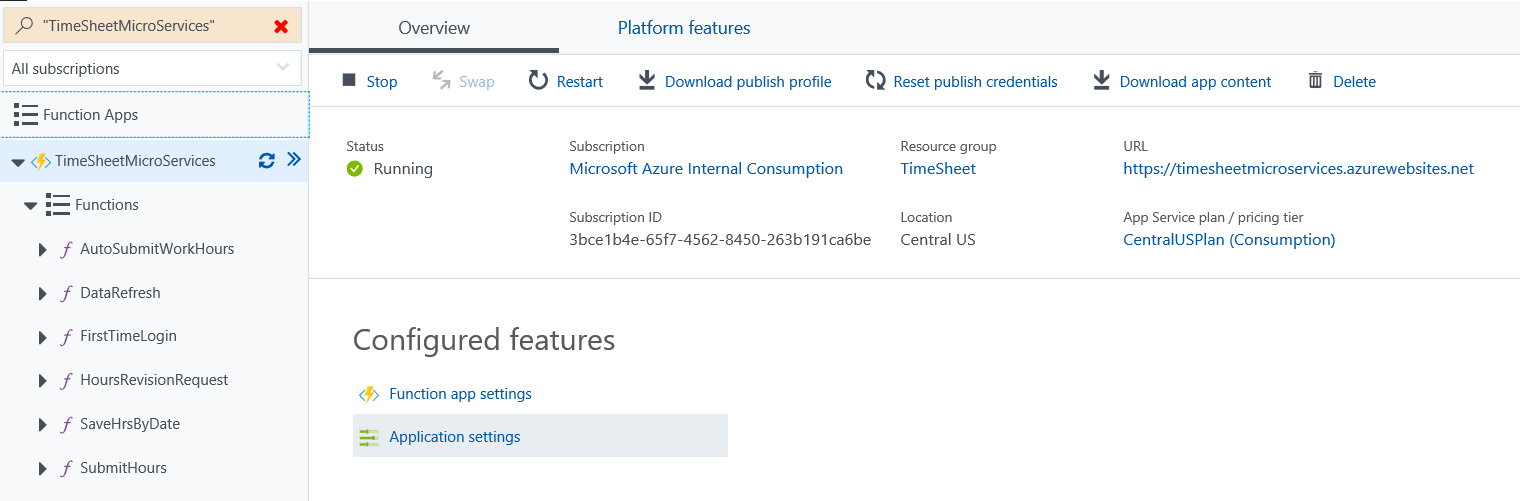 "TimeSheetMicroServices"
All subscriptions
Function Apps
TimeSheetMicroServices
Functions
AutoSubmitWorkHours
DataRefresh
FirstTimeLogin
HoursRevisionRequest
SaveHrsByDate
SubmitHours
Overview
Platform features
Stop
Swap
Restart
Download publish profile
Reset publish credentials
Download app content
Delete
Status
Running
Subscription
Microsoft Azure Internal Consumption
Resource group
TimeSheet
URL
https://timesheetmicroservices.azurewebsites.net
Subscription ID
3bce1b4e-65f7-4562-8450-263b191ca6be
Location
Central US
App Service plan / pricing tier
CentralUSPlan (Consumption)
Configured features
Function app settings
Application settings